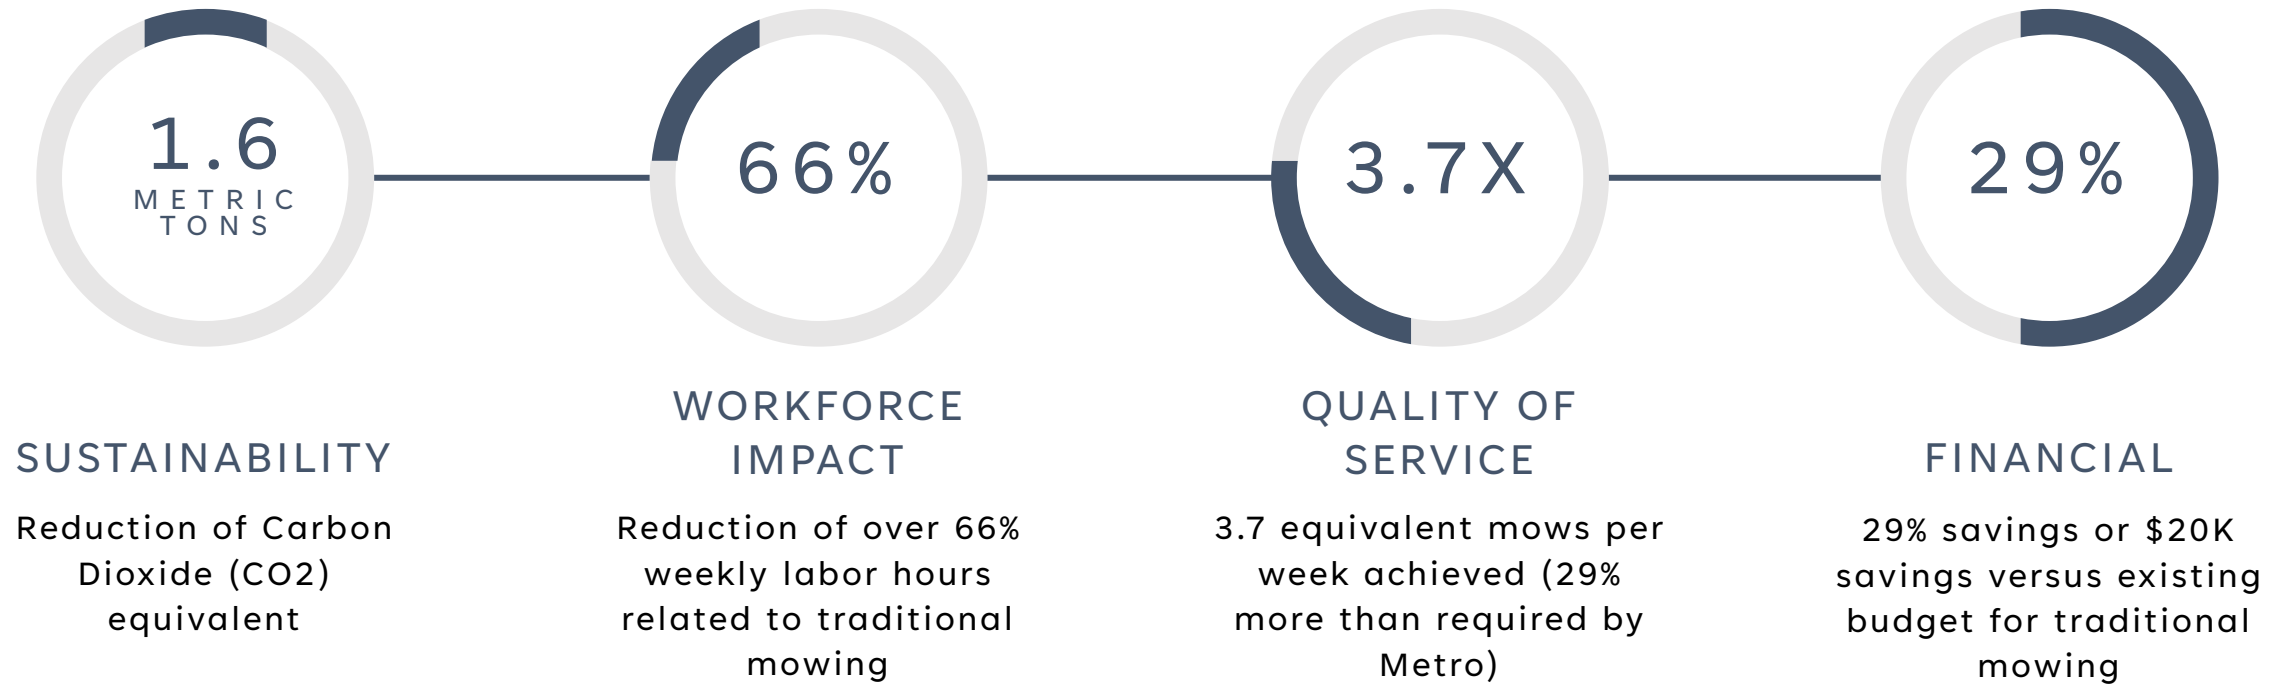 1.6
METRIC
TONS
SUSTAINABILITY
Reduction of Carbon
Dioxide (CO2)
equivalent
66%
WORKFORCE
IMPACT
Reduction of over 66%
weekly labor hours
related to traditional
mowing
3.7X
QUALITY OF
SERVICE
3.7 equivalent mows per
week achieved (29%
more than required by
Metro)
29%
FINANCIAL
29% savings or $20K
savings versus existing
budget for traditional
mowing